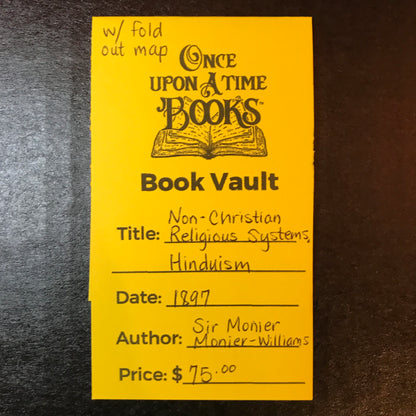 w/ fold
out map
ONCE
UPON A TIME
BOOKS™
Book Vault
Non-Christian
Title: Religious Systems,
Hinduism
Date: 1897
Sir Monier
Author: Monier-Williams
Price: $ 75.00